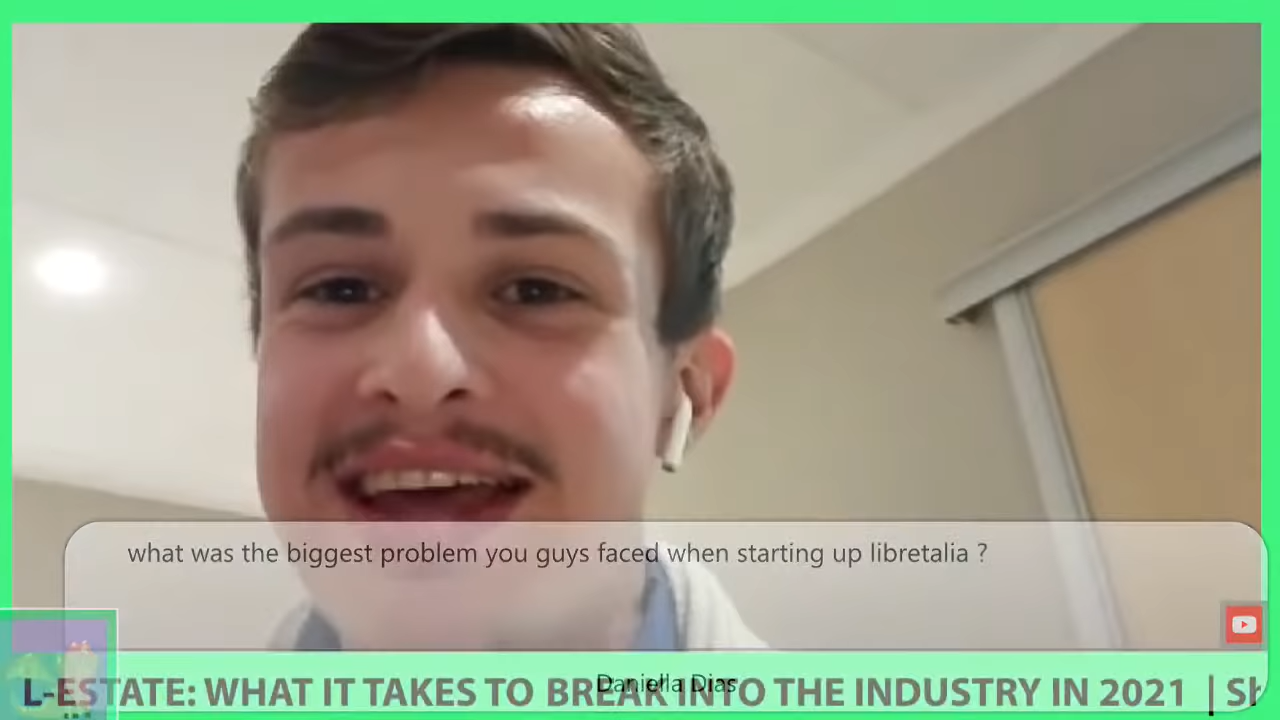 what was the biggest problem you guys faced when starting up libretalia ?
Daniella Dias
L-ESTATE: WHAT IT TAKES TO BREAK INTO THE INDUSTRY IN 2021 |